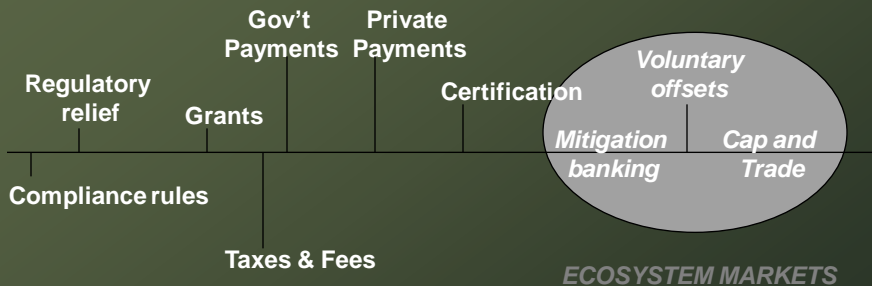 Gov't
Payments
Private
Payments
Voluntary
offsets
Regulatory
relief
Grants
Certification
Mitigation
banking
Cap and
Trade
Compliance rules
Taxes & Fees
ECOSYSTEM MARKETS